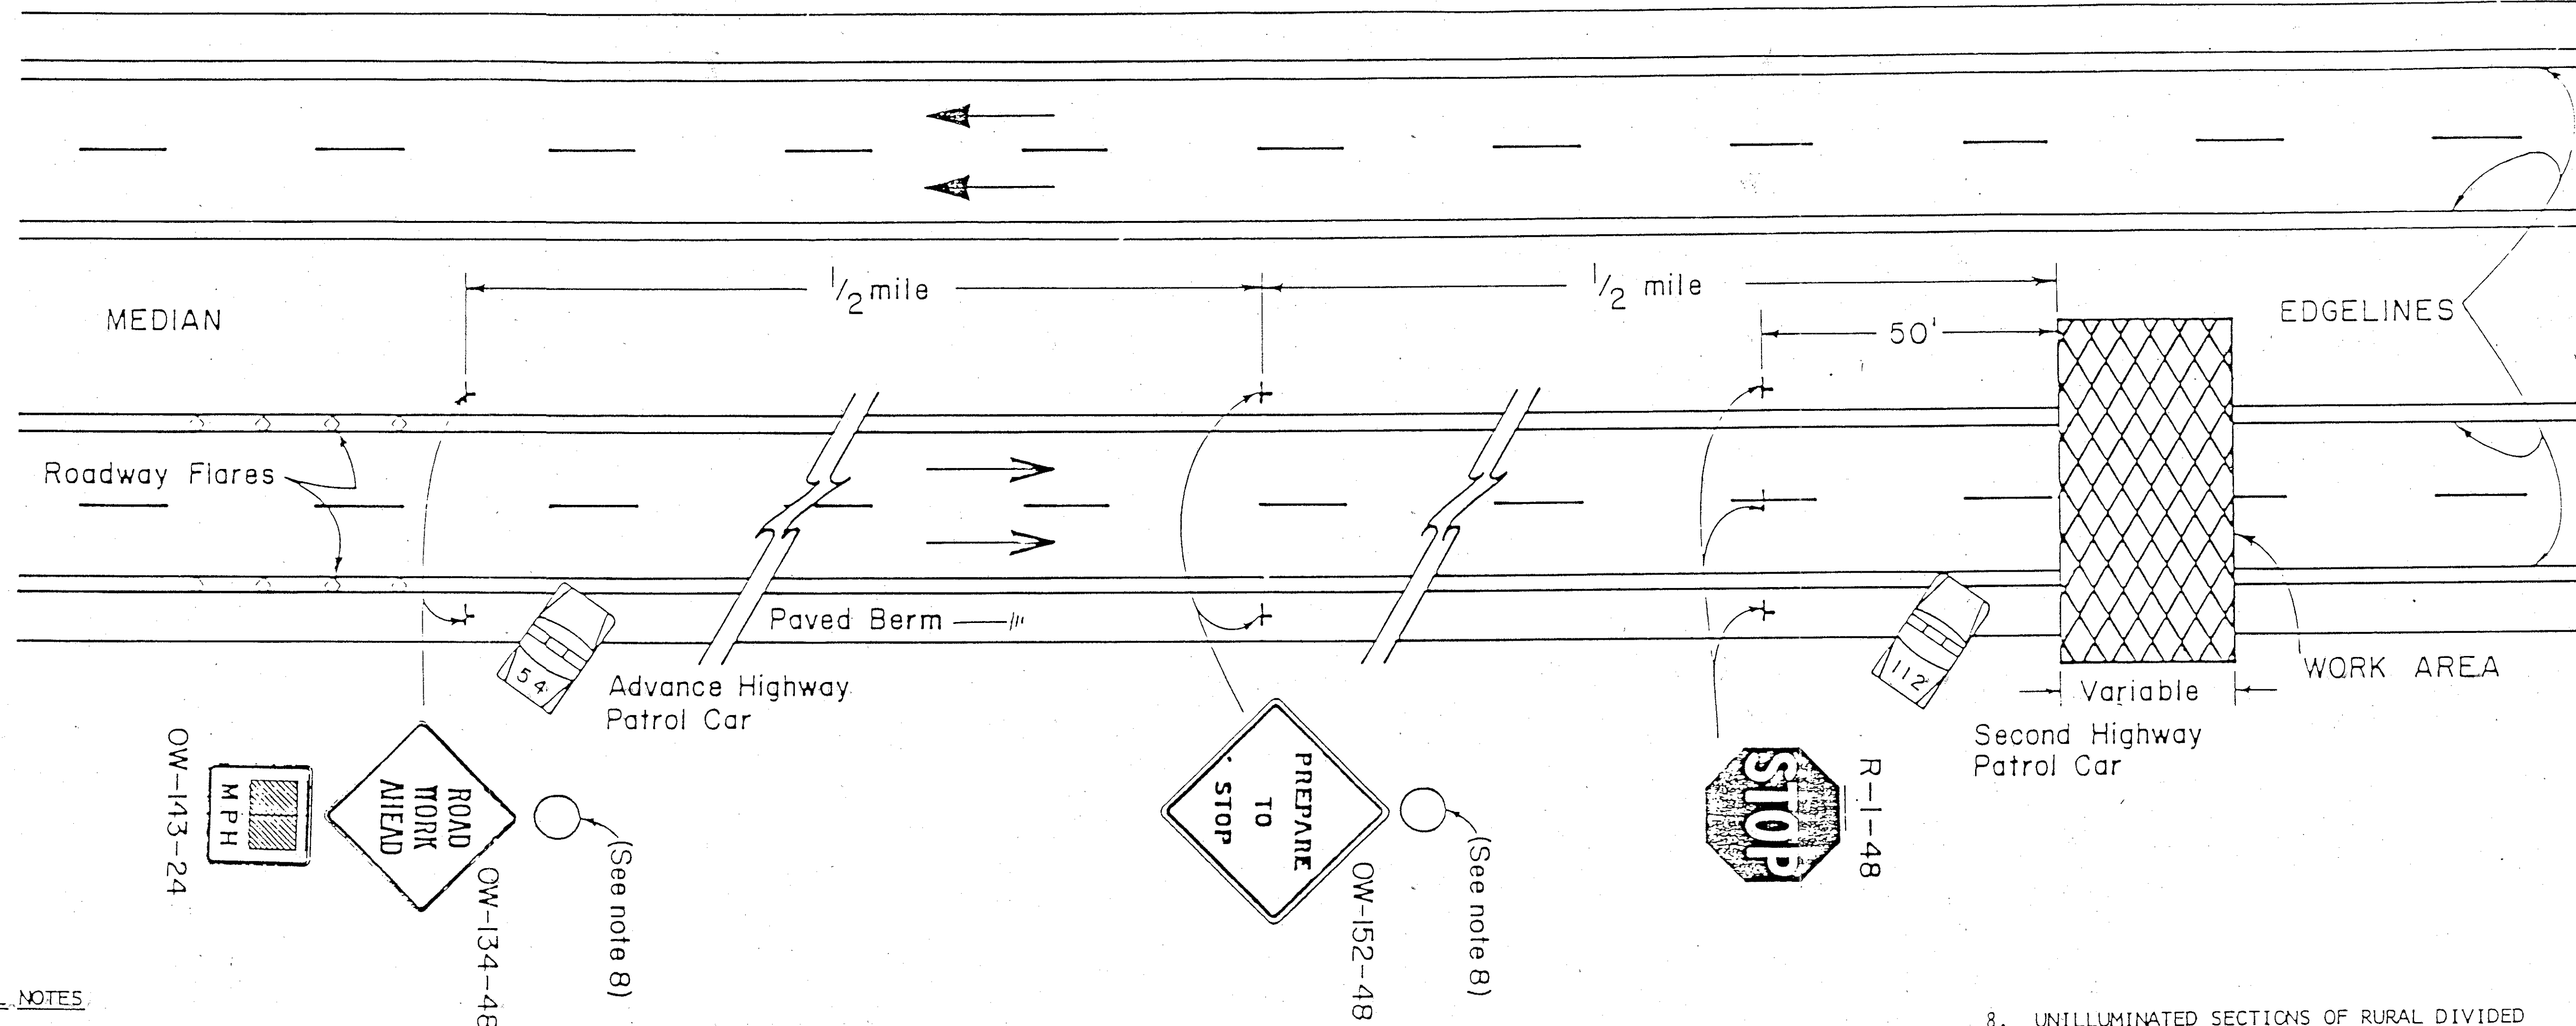 1/2 mile
1/2 mile
MEDIAN
EDGELINES
50'
Roadway Flares
Paved Berm
54
Advance Highway
Patrol Car
112
WORK AREA
Variable
Second Highway
Patrol Car
OW-143-24
MPH
ROAD
WORK
AHEAD
OW-134-48
(See note 8)
PREPARE
TO
STOP
OW-152-48
(See note 8)
STOP
R-1-48
NOTES
8. UNILLUMINATED SECTIONS OF RURAL DIVIDED